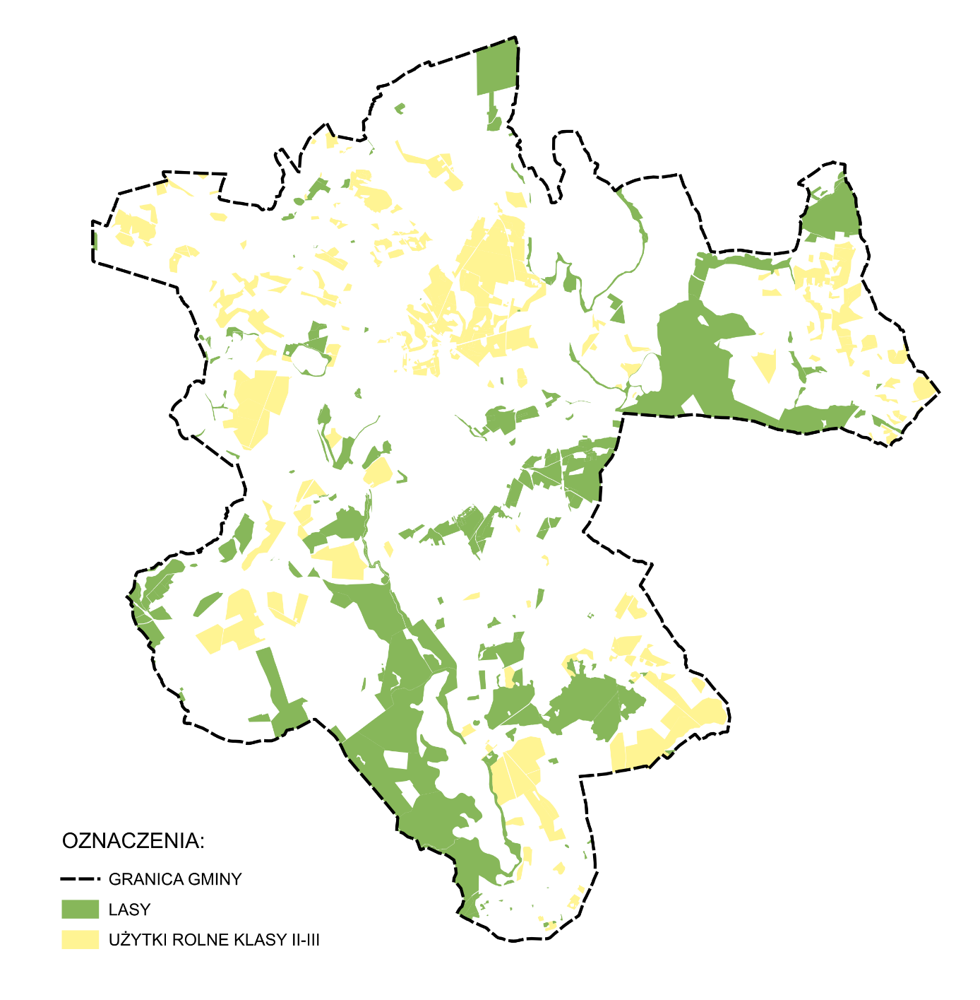 OZNACZENIA:
GRANICA GMINY
LASY
UŻYTKI ROLNE KLASY II-III